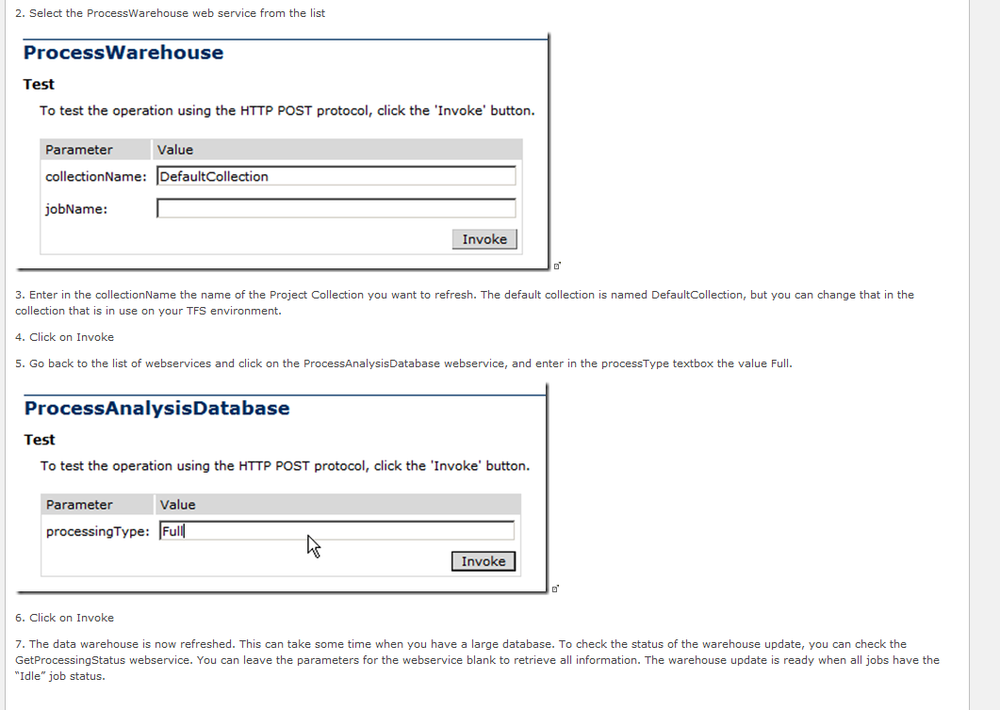 2. Select the ProcessWarehouse web service from the list
ProcessWarehouse
Test
To test the operation using the HTTP POST protocol, click the 'Invoke' button.
Parameter Value
collectionName: DefaultCollection
jobName:
Invoke
3. Enter in the collectionName the name of the Project Collection you want to refresh. The default collection is named DefaultCollection, but you can change that in the
collection that is in use on your TFS environment.
4. Click on Invoke
5. Go back to the list of webservices and click on the ProcessAnalysisDatabase webservice, and enter in the processType textbox the value Full.
ProcessAnalysisDatabase
Test
To test the operation using the HTTP POST protocol, click the 'Invoke' button.
Parameter Value
processingType: Full
Invoke
6. Click on Invoke
7. The data warehouse is now refreshed. This can take some time when you have a large database. To check the status of the warehouse update, you can check the
GetProcessingStatus webservice. You can leave the parameters for the webservice blank to retrieve all information. The warehouse update is ready when all jobs have the
“Idle” job status.